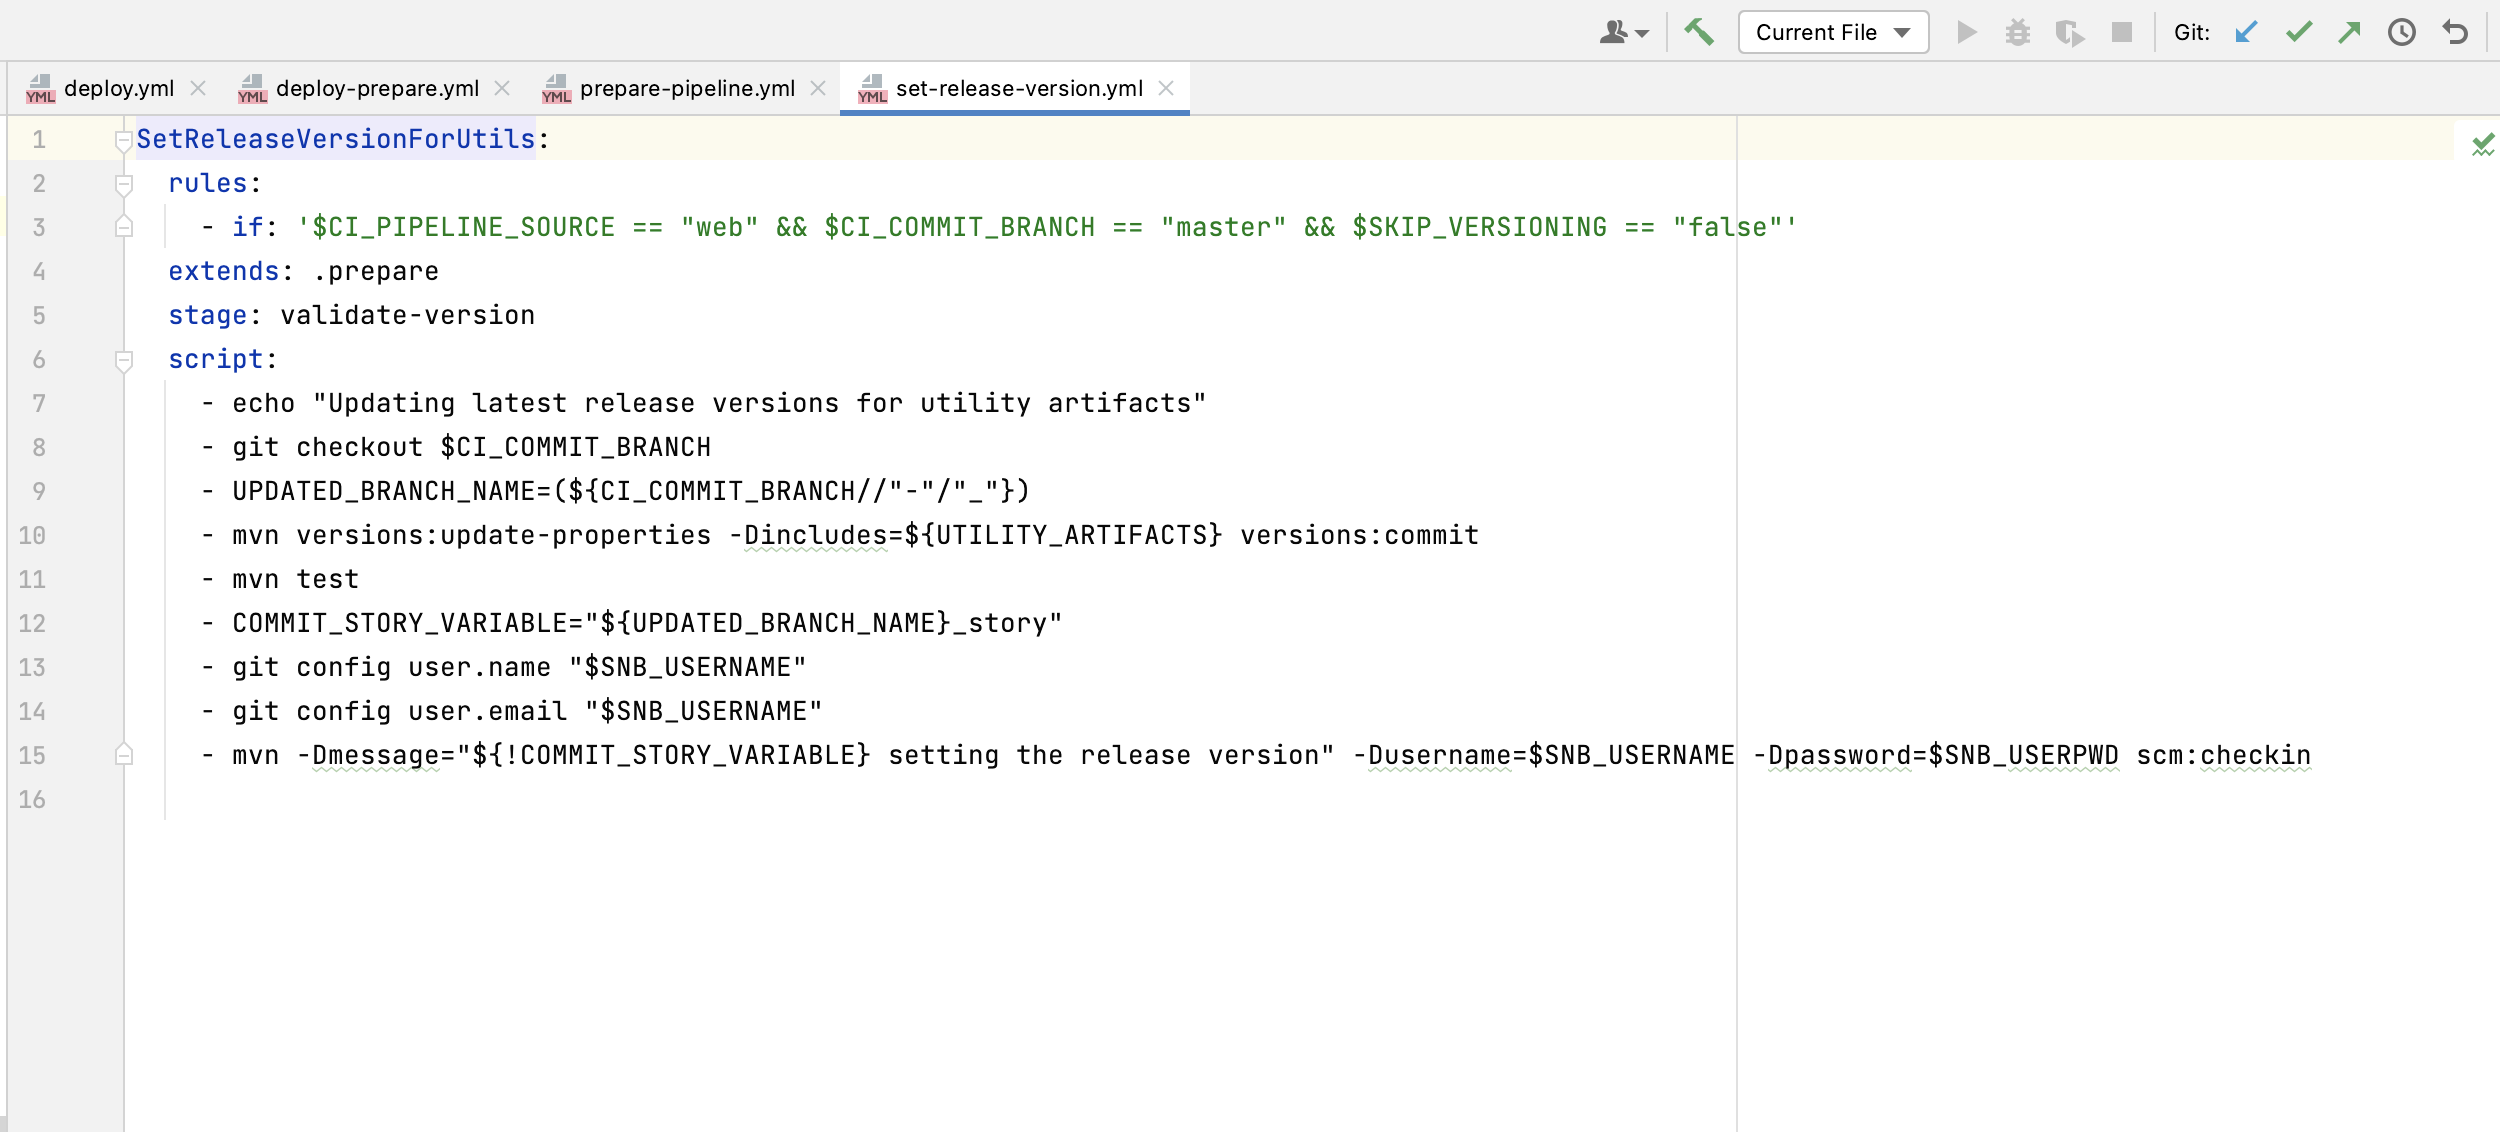 Current File Git:
YML deploy.yml YML deploy-prepare.yml YML prepare-pipeline.yml YML set-release-version.yml
1 SetReleaseVersionForUtils:
2   rules:
3     - if: '$CI_PIPELINE_SOURCE == "web" && $CI_COMMIT_BRANCH == "master" && $SKIP_VERSIONING == "false"'
4   extends: .prepare
5   stage: validate-version
6   script:
7     - echo "Updating latest release versions for utility artifacts"
8     - git checkout $CI_COMMIT_BRANCH
9     - UPDATED_BRANCH_NAME=(${CI_COMMIT_BRANCH//"-"/"_"})
10     - mvn versions:update-properties -Dincludes=${UTILITY_ARTIFACTS} versions:commit
11     - mvn test
12     - COMMIT_STORY_VARIABLE="${UPDATED_BRANCH_NAME}_story"
13     - git config user.name "$SNB_USERNAME"
14     - git config user.email "$SNB_USERNAME"
15     - mvn -Dmessage="${!COMMIT_STORY_VARIABLE} setting the release version" -Dusername=$SNB_USERNAME -Dpassword=$SNB_USERPWD scm:checkin
16